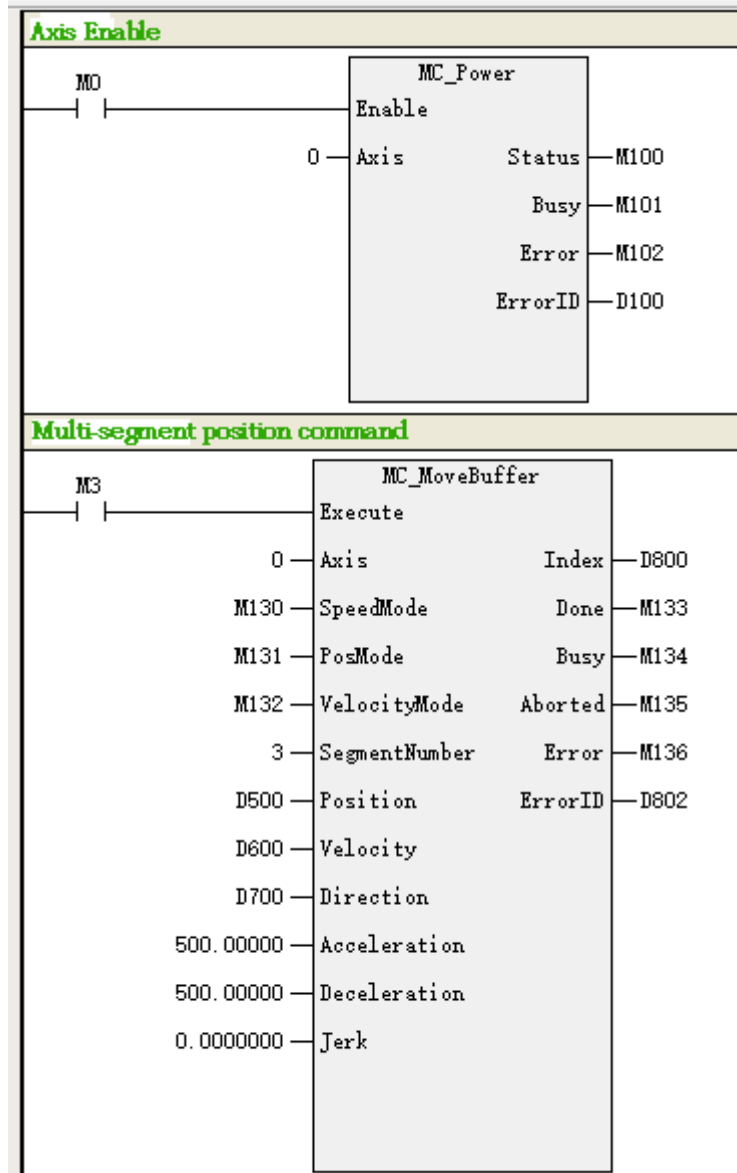 Axis Enable
MC_Power
M0
Enable
0 Axis Status M100
Busy M101
Error M102
ErrorID D100
Multi-segment position command
MC_MoveBuffer
M3
Execute
0 Axis Index D800
M130 SpeedMode Done M133
M131 PosMode Busy M134
M132 VelocityMode Aborted M135
3 SegmentNumber Error M136
D500 Position ErrorID D802
D600 Velocity
D700 Direction
500.00000 Acceleration
500.00000 Deceleration
0.0000000 Jerk